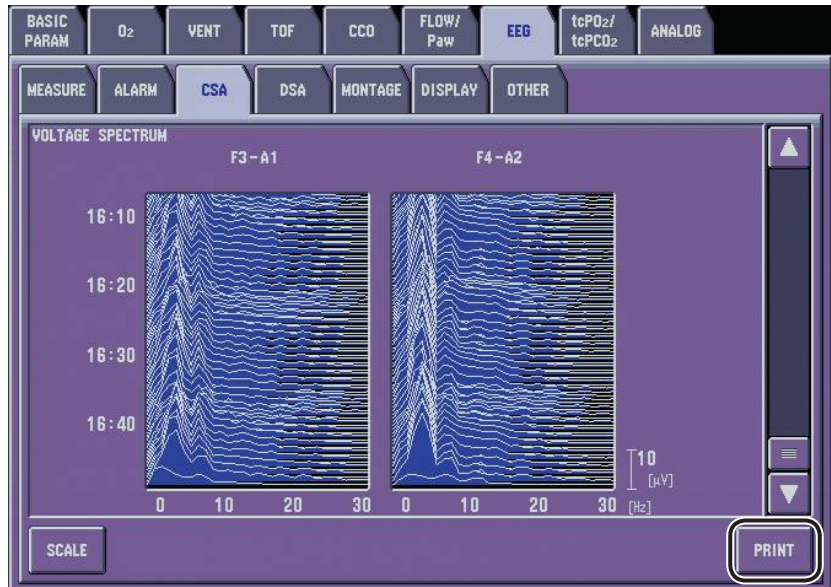 BASIC PARAM O2 VENT TOF CCO FLOW/ Paw EEG tcPO2/ tcPCO2 ANALOG
MEASURE ALARM CSA DSA MONTAGE DISPLAY OTHER
VOLTAGE SPECTRUM
F3-A1 F4-A2
16:10
16:20
16:30
16:40
10
[µV]
0 10 20 30 0 10 20 30 [Hz]
SCALE PRINT